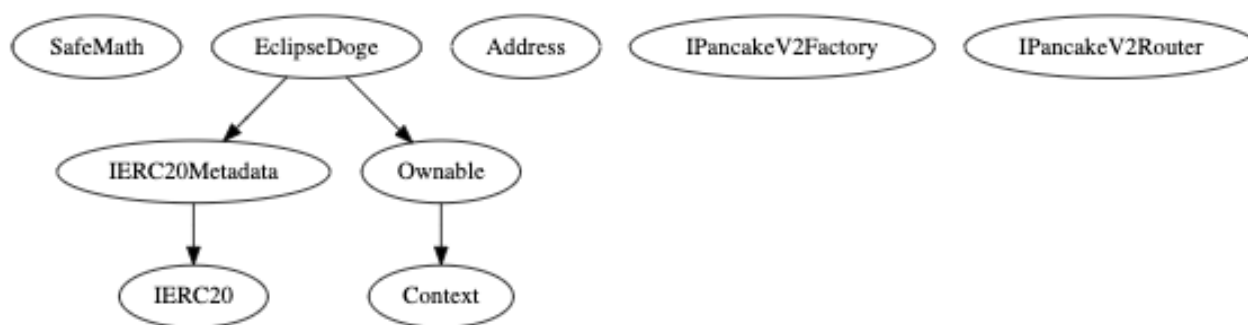 SafeMath
EclipseDoge
Address
IPancakeV2Factory
IPancakeV2Router
IERC20Metadata
Ownable
IERC20
Context